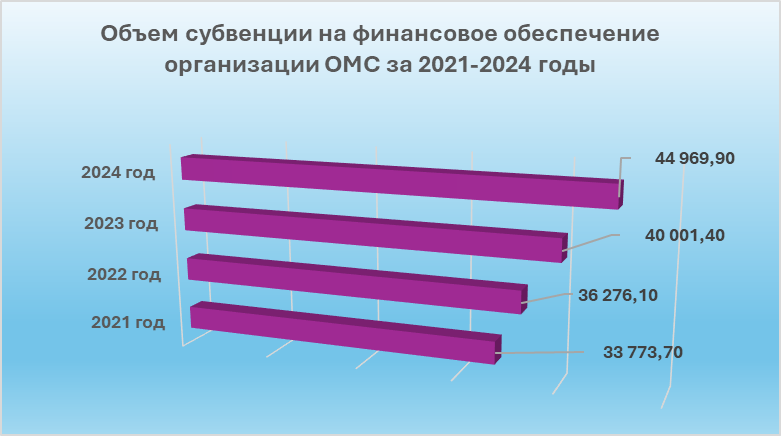 Объем субвенции на финансовое обеспечение
организации ОМС за 2021-2024 годы
2024 год
44 969,90
2023 год
40 001,40
2022 год
36 276,10
2021 год
33 773,70